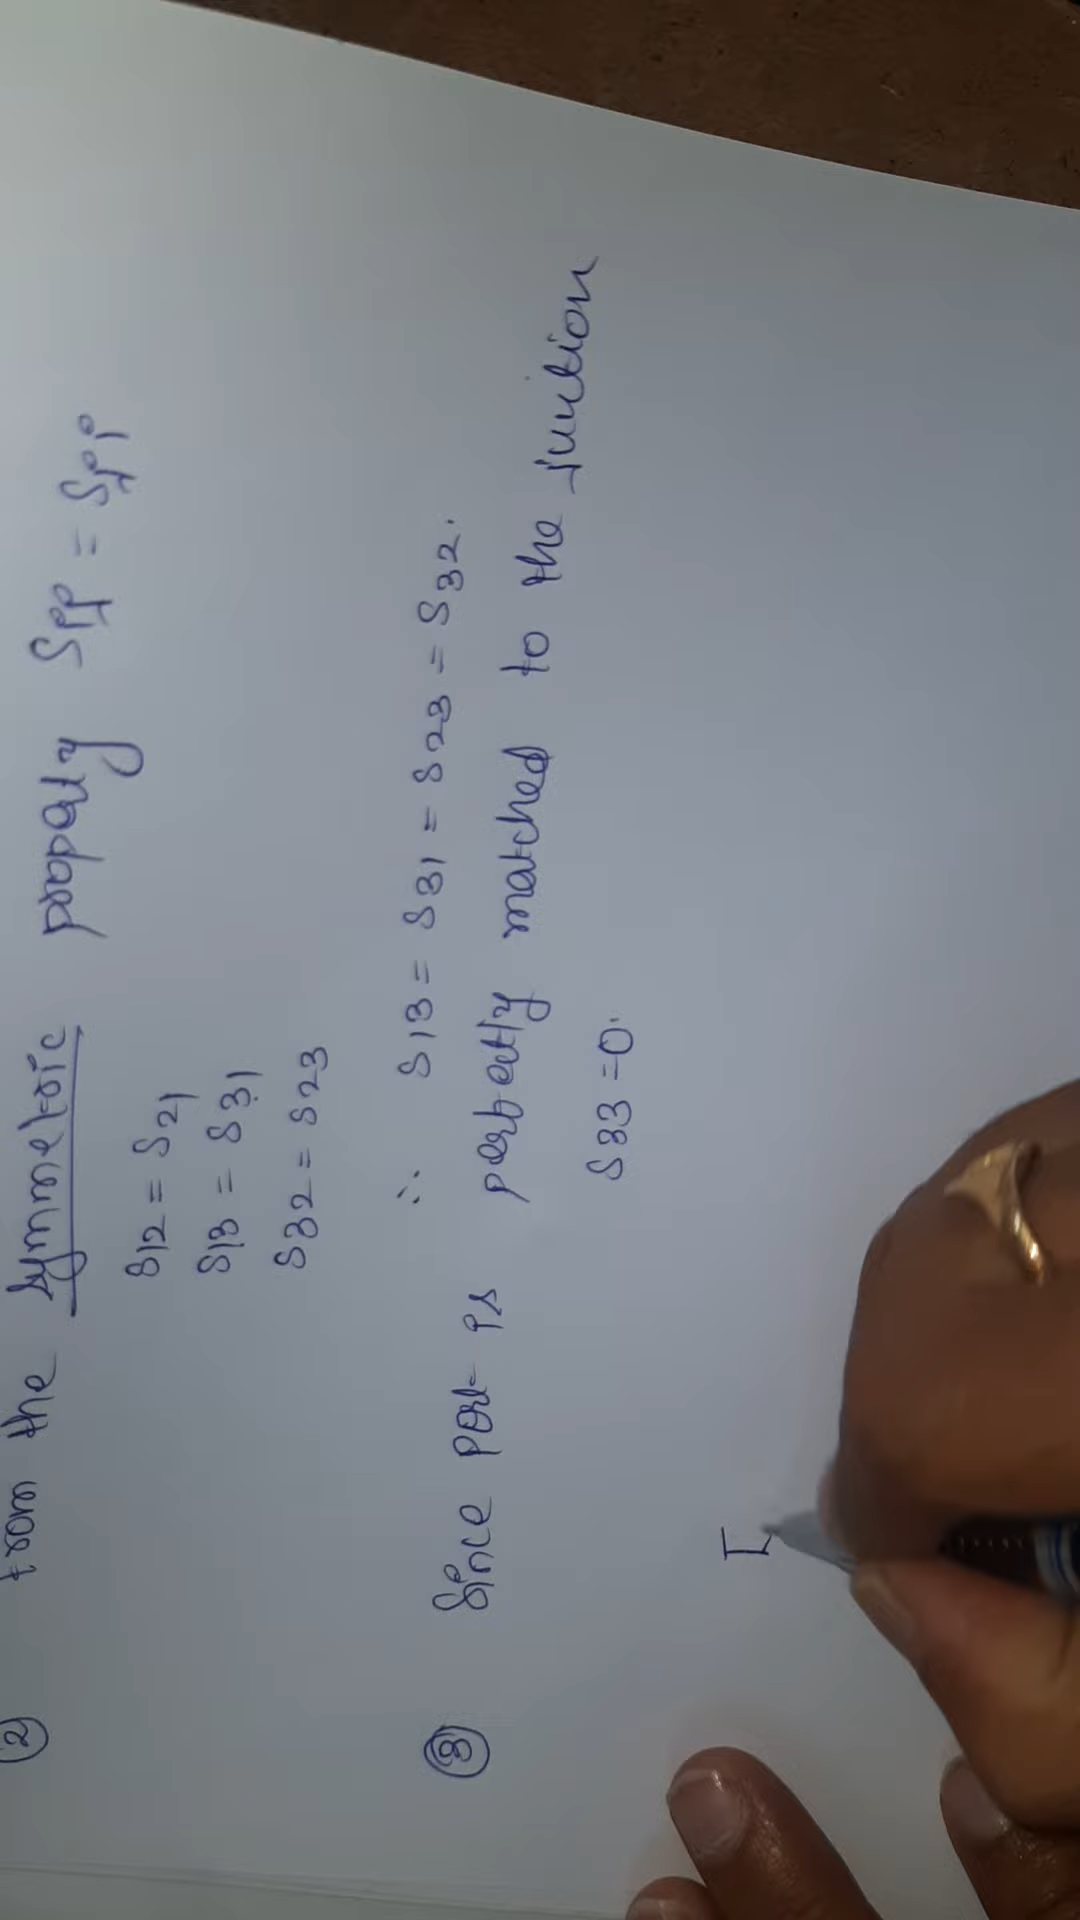 ② from the symmetric property Sij = Sji
S12 = S21
S13 = S31
S32 = S23
∴ S13 = S31 = S23 = S32.
③ Since port is perfectly matched to the junction
S33 = 0.
[